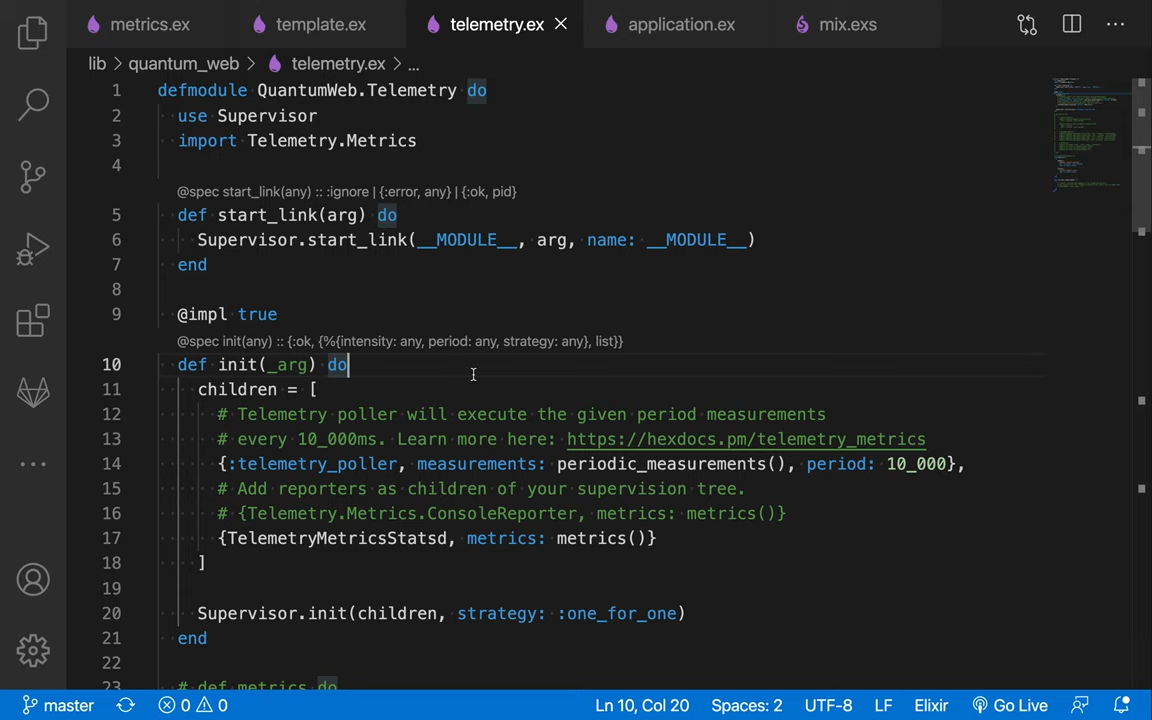 metrics.ex template.ex telemetry.ex application.ex mix.exs
lib > quantum_web > telemetry.ex > ...
1 defmodule QuantumWeb.Telemetry do
2 use Supervisor
3 import Telemetry.Metrics
4
@spec start_link(any) :: :ignore | {:error, any} | {:ok, pid}
5 def start_link(arg) do
6 Supervisor.start_link(__MODULE__, arg, name: __MODULE__)
7 end
8
9 @impl true
@spec init(any) :: {:ok, {%{intensity: any, period: any, strategy: any}, list}}
10 def init(_arg) do
11 children = [
12 # Telemetry poller will execute the given period measurements
13 # every 10_000ms. Learn more here: https://hexdocs.pm/telemetry_metrics
14 {:telemetry_poller, measurements: periodic_measurements(), period: 10_000},
15 # Add reporters as children of your supervision tree.
16 # {Telemetry.Metrics.ConsoleReporter, metrics: metrics()}
17 {TelemetryMetricsStatsd, metrics: metrics()}
18 ]
19
20 Supervisor.init(children, strategy: :one_for_one)
21 end
22
23 # def metrics do
master 0 0 Ln 10, Col 20 Spaces: 2 UTF-8 LF Elixir Go Live